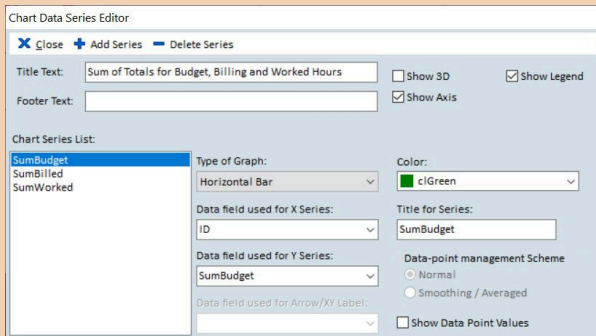 Chart Data Series Editor
Close Add Series Delete Series
Title Text: Sum of Totals for Budget, Billing and Worked Hours Show 3D Show Legend
Footer Text: Show Axis
Chart Series List:
SumBudget Type of Graph: Color:
SumBilled Horizontal Bar clGreen
SumWorked
Data field used for X Series: Title for Series:
ID SumBudget
Data field used for Y Series: Data-point management Scheme
SumBudget Normal
Smoothing / Averaged
Data field used for Arrow/XY Label:
Show Data Point Values